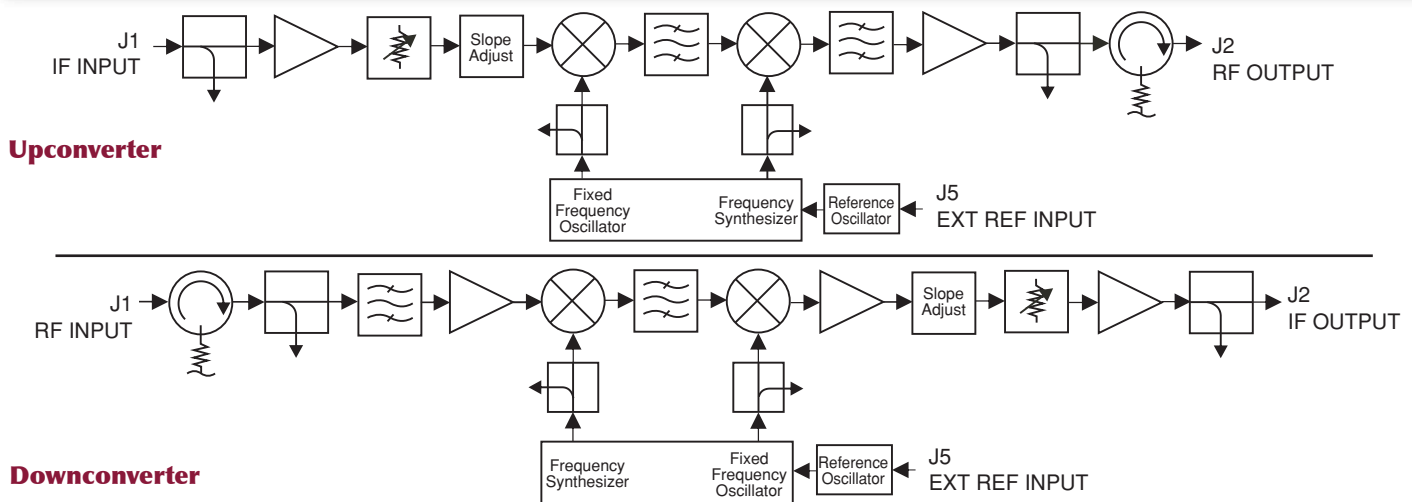 J1
IF INPUT
Slope
Adjust
J2
RF OUTPUT
Upconverter
Fixed
Frequency
Oscillator
Frequency
Synthesizer
Reference
Oscillator
J5
EXT REF INPUT
J1
RF INPUT
Slope
Adjust
J2
IF OUTPUT
Downconverter
Frequency
Synthesizer
Fixed
Frequency
Oscillator
Reference
Oscillator
J5
EXT REF INPUT